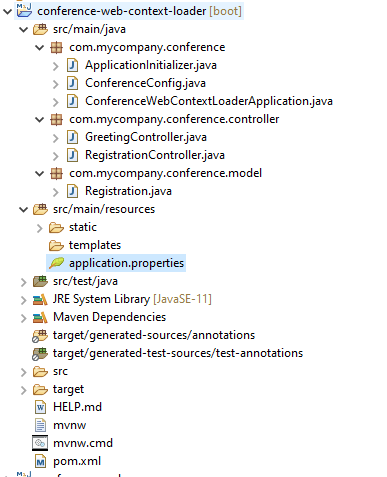 conference-web-context-loader [boot]
src/main/java
com.mycompany.conference
ApplicationInitializer.java
ConferenceConfig.java
ConferenceWebContextLoaderApplication.java
com.mycompany.conference.controller
GreetingController.java
RegistrationController.java
com.mycompany.conference.model
Registration.java
src/main/resources
static
templates
application.properties
src/test/java
JRE System Library [JavaSE-11]
Maven Dependencies
target/generated-sources/annotations
target/generated-test-sources/test-annotations
src
target
HELP.md
mvnw
mvnw.cmd
pom.xml